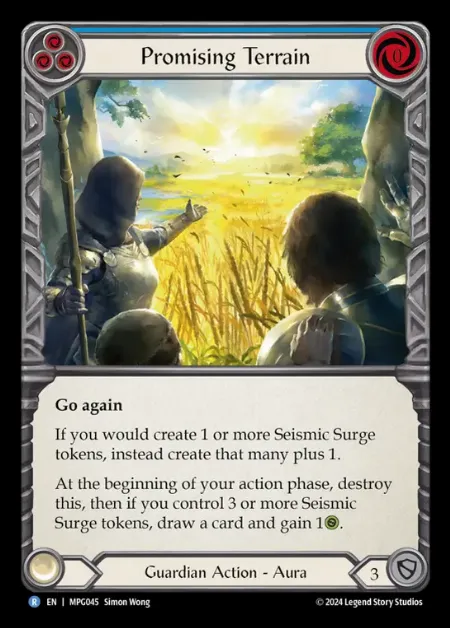 Promising Terrain
0
Go again
If you would create 1 or more Seismic Surge
tokens, instead create that many plus 1.
At the beginning of your action phase, destroy
this, then if you control 3 or more Seismic
Surge tokens, draw a card and gain 1.
Guardian Action - Aura
3
R EN | MPG045 Simon Wong
© 2024 Legend Story Studios